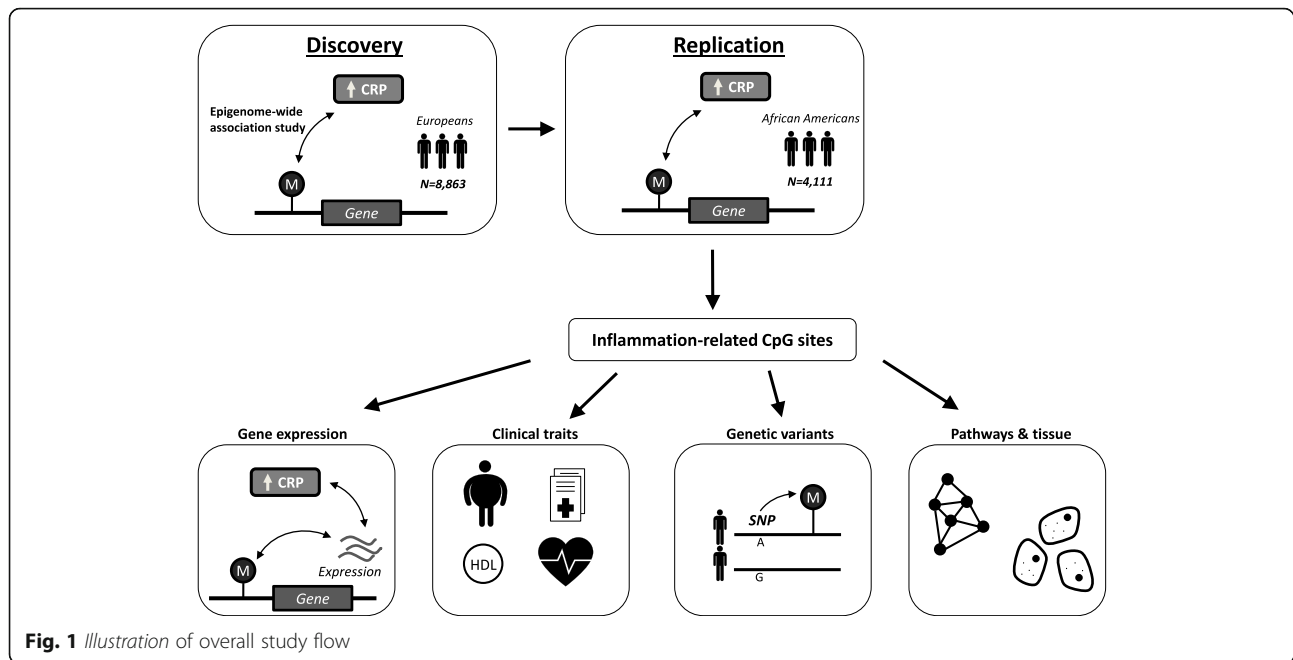 Discovery
CRP
Epigenome-wide
association study
Europeans
N=8,863
M
Gene
Replication
CRP
African Americans
N=4,111
M
Gene
Inflammation-related CpG sites
Gene expression
CRP
M
Expression
Gene
Clinical traits
HDL
Genetic variants
SNP
M
A
G
Pathways & tissue
Fig. 1 Illustration of overall study flow